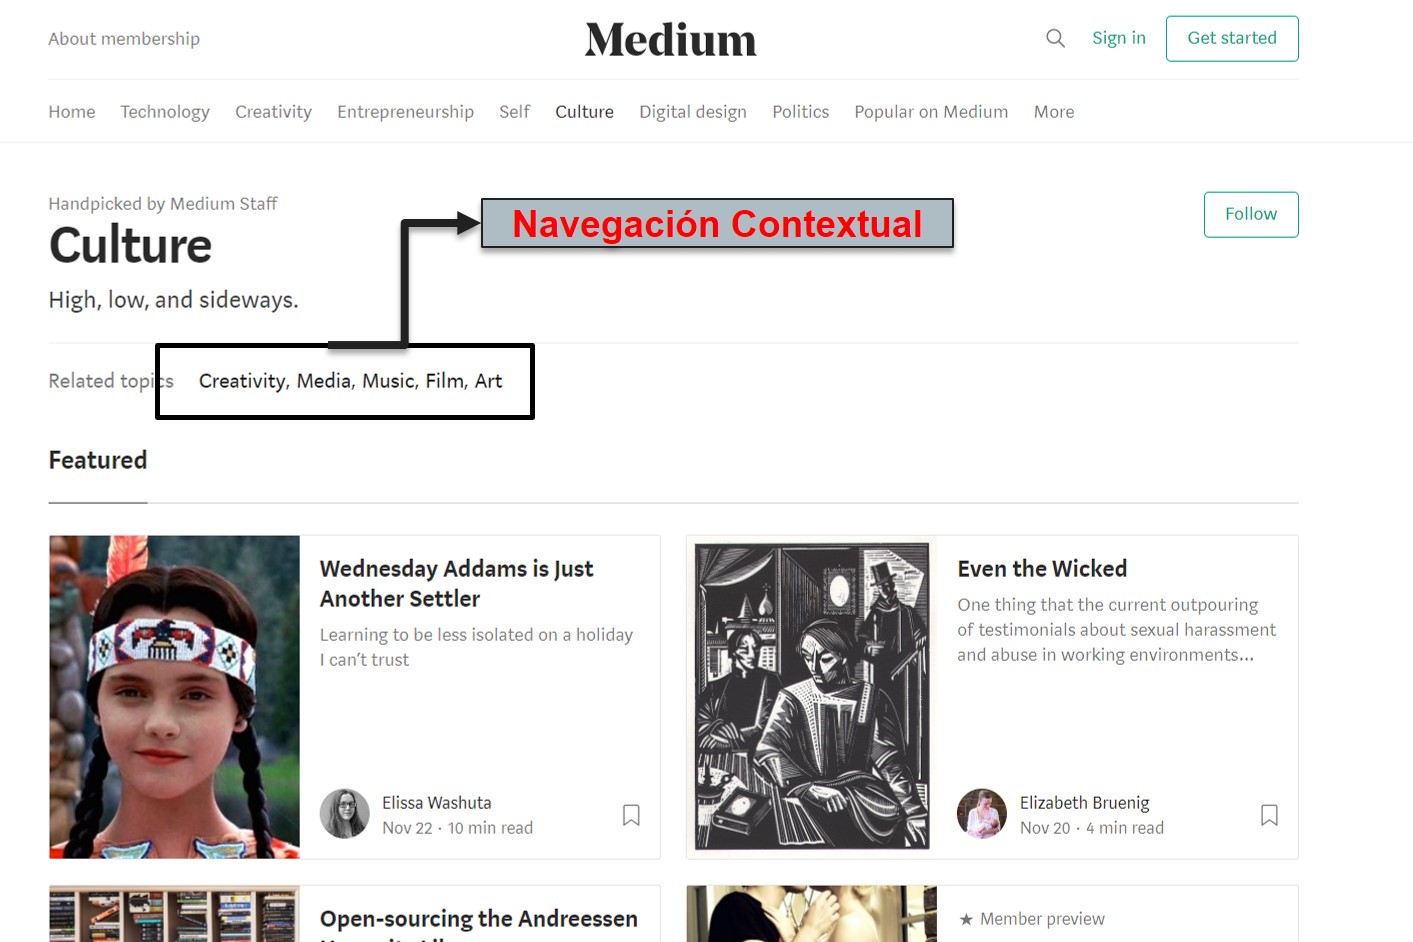 About membership
Medium
Sign in
Get started
Home Technology Creativity Entrepreneurship Self Culture Digital design Politics Popular on Medium More
Handpicked by Medium Staff
Culture
High, low, and sideways.
Navegación Contextual
Follow
Related topics Creativity, Media, Music, Film, Art
Featured
Wednesday Addams is Just
Another Settler
Learning to be less isolated on a holiday
I can't trust
Elissa Washuta
Nov 22 · 10 min read
Even the Wicked
One thing that the current outpouring
of testimonials about sexual harassment
and abuse in working environments...
Elizabeth Bruenig
Nov 20 · 4 min read
Open-sourcing the Andreessen
★ Member preview